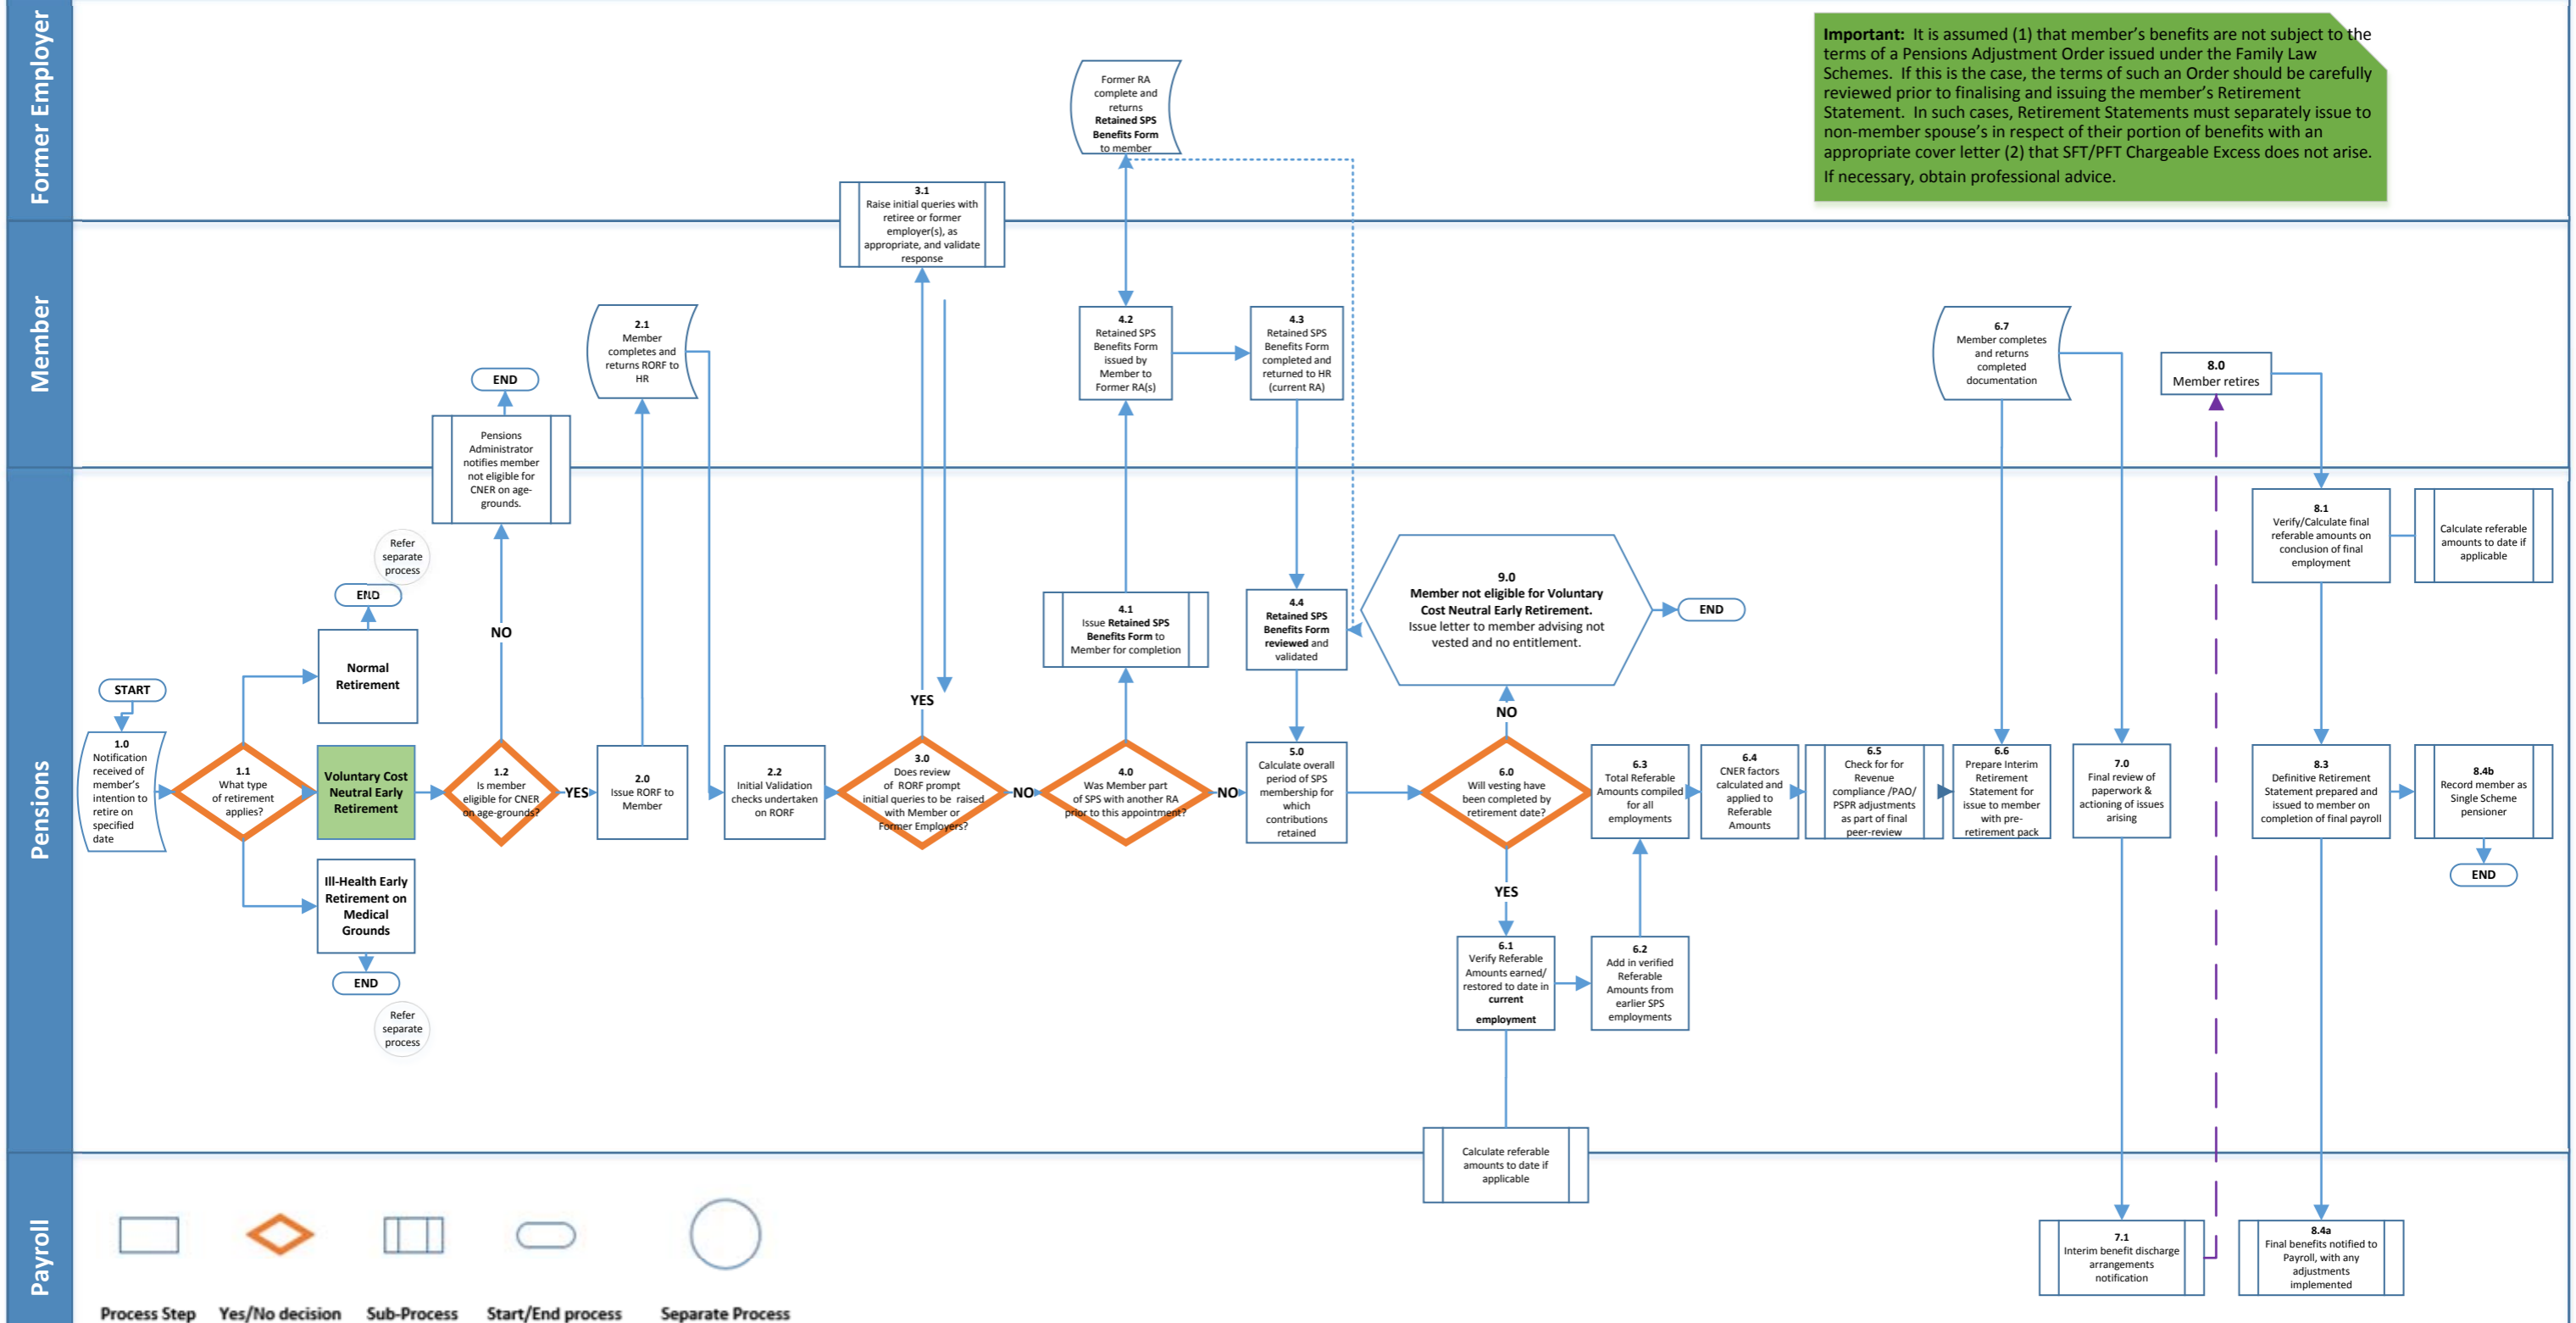 Former Employer
Member
Pensions
Payroll
Important: It is assumed (1) that member's benefits are not subject to the
terms of a Pensions Adjustment Order issued under the Family Law
Schemes. If this is the case, the terms of such an Order should be carefully
reviewed prior to finalising and issuing the member's Retirement
Statement. In such cases, Retirement Statements must separately issue to
non-member spouse's in respect of their portion of benefits with an
appropriate cover letter (2) that SFT/PFT Chargeable Excess does not arise.
If necessary, obtain professional advice.
START
1.0
Notification
received of
member's
intention to
retire on
specified
date
1.1
What type
of retirement
applies?
Refer
separate
process
END
Normal
Retirement
Voluntary Cost
Neutral Early
Retirement
Ill-Health Early
Retirement on
Medical
Grounds
END
Refer
separate
process
END
Pensions
Administrator
notifies member
not eligible for
CNER on age-
grounds.
NO
1.2
Is member
eligible for CNER
on age-grounds?
YES
2.0
Issue RORF to
Member
2.1
Member
completes and
returns RORF to
HR
2.2
Initial Validation
checks undertaken
on RORF
3.1
Raise initial queries with
retiree or former
employer(s), as
appropriate, and validate
response
YES
3.0
Does review
of RORF prompt
initial queries to be raised
with Member or
Former Employers?
NO
4.0
Was Member part
of SPS with another RA
prior to this appointment?
NO
4.1
Issue Retained SPS
Benefits Form to
Member for completion
Former RA
complete and
returns
Retained SPS
Benefits Form
to member
4.2
Retained SPS
Benefits Form
issued by
Member to
Former RA(s)
4.3
Retained SPS
Benefits Form
completed and
returned to HR
(current RA)
4.4
Retained SPS
Benefits Form
reviewed and
validated
5.0
Calculate overall
period of SPS
membership for
which
contributions
retained
9.0
Member not eligible for Voluntary
Cost Neutral Early Retirement.
Issue letter to member advising not
vested and no entitlement.
END
NO
6.0
Will vesting have
been completed by
retirement date?
YES
6.1
Verify Referable
Amounts earned/
restored to date in
current
employment
Calculate referable
amounts to date if
applicable
6.2
Add in verified
Referable
Amounts from
earlier SPS
employments
6.3
Total Referable
Amounts compiled
for all
employments
6.4
CNER factors
calculated and
applied to
Referable
Amounts
6.5
Check for for
Revenue
compliance /PAO/
PSPR adjustments
as part of final
peer-review
6.6
Prepare Interim
Retirement
Statement for
issue to member
with pre-
retirement pack
6.7
Member completes
and returns
completed
documentation
7.0
Final review of
paperwork &
actioning of issues
arising
7.1
Interim benefit discharge
arrangements
notification
8.0
Member retires
8.1
Verify/Calculate final
referable amounts on
conclusion of final
employment
Calculate referable
amounts to date if
applicable
8.3
Definitive Retirement
Statement prepared and
issued to member on
completion of final payroll
8.4b
Record member as
Single Scheme
pensioner
END
8.4a
Final benefits notified to
Payroll, with any
adjustments
implemented
Process Step
Yes/No decision
Sub-Process
Start/End process
Separate Process